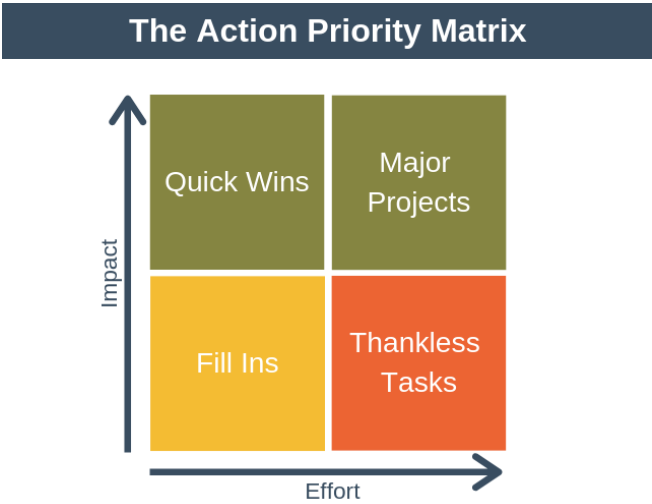 The Action Priority Matrix
Quick Wins
Major
Projects
Impact
Fill Ins
Thankless
Tasks
Effort